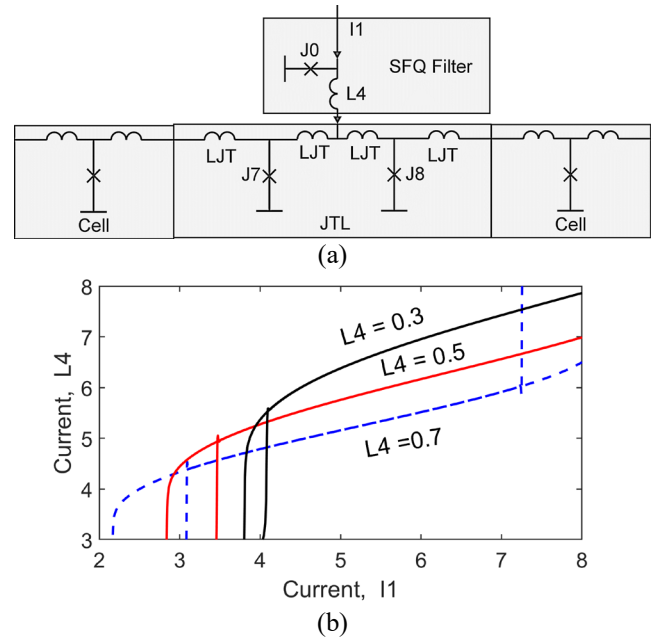 I1
J0
SFQ Filter
L4
LJT LJT LJT LJT
J7 J8
Cell JTL Cell
(a)
8
7
6
5
4
3
Current, L4
L4 = 0.3
L4 = 0.5
L4 =0.7
2 3 4 5 6 7 8
Current, I1
(b)